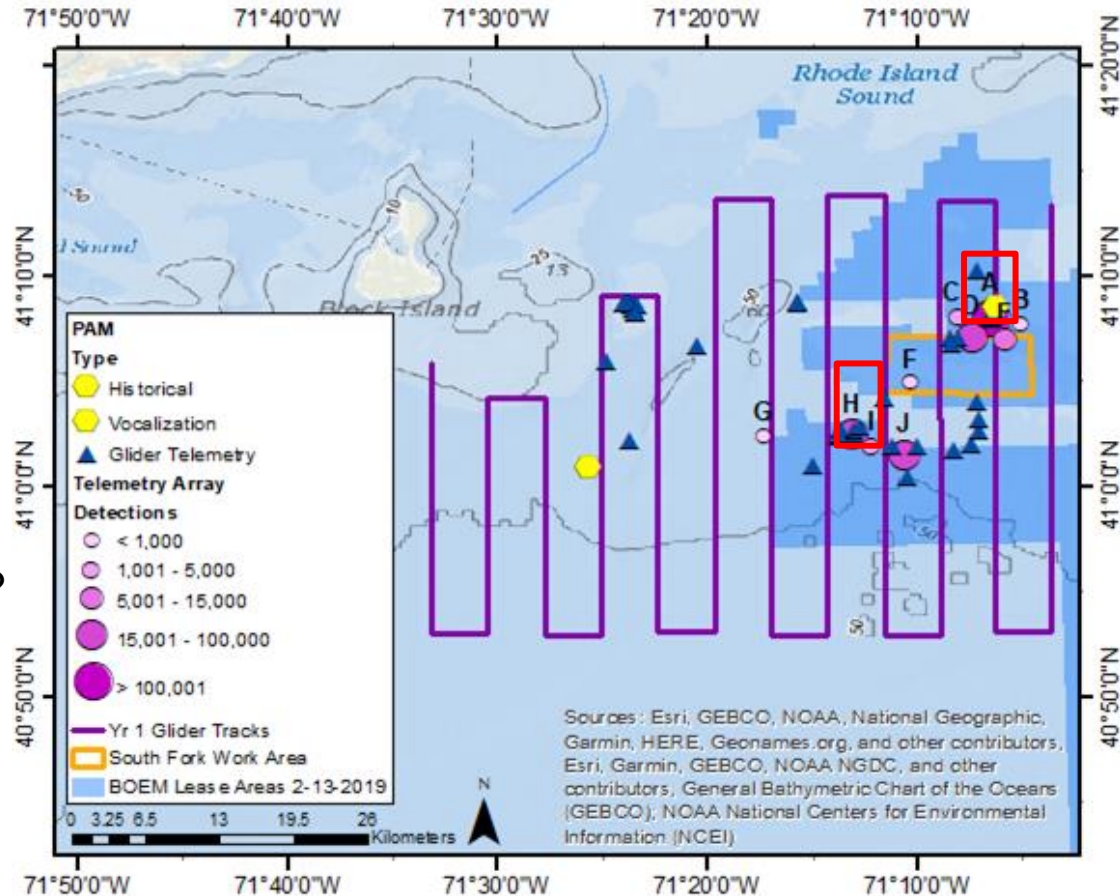 71°50'0"W 71°40'0"W 71°30'0"W 71°20'0"W 71°10'0"W
41°20'0"N
41°20'0"N
Rhode Island
Sound
10
d Sound
25
13
41°10'0"N
41°10'0"N
Block Island
50
A
C
D
B
E
F
G
H
I
J
41°0'0"N
41°0'0"N
50
50
PAM
Type
Historical
Vocalization
Glider Telemetry
Telemetry Array
Detections
< 1,000
1,001 - 5,000
5,001 - 15,000
15,001 - 100,000
> 100,001
Yr 1 Glider Tracks
South Fork Work Area
BOEM Lease Areas 2-13-2019
40°50'0"N
40°50'0"N
0 3.25 6.5 13 19.5 26
Kilometers
N
Sources: Esri, GEBCO, NOAA, National Geographic,
Garmin, HERE, Geonames.org, and other contributors,
Esri, Garmin, GEBCO, NOAA NGDC, and other
contributors, General Bathymetric Chart of the Oceans
(GEBCO); NOAA National Centers for Environmental
Information (NCEI)
71°50'0"W 71°40'0"W 71°30'0"W 71°20'0"W 71°10'0"W